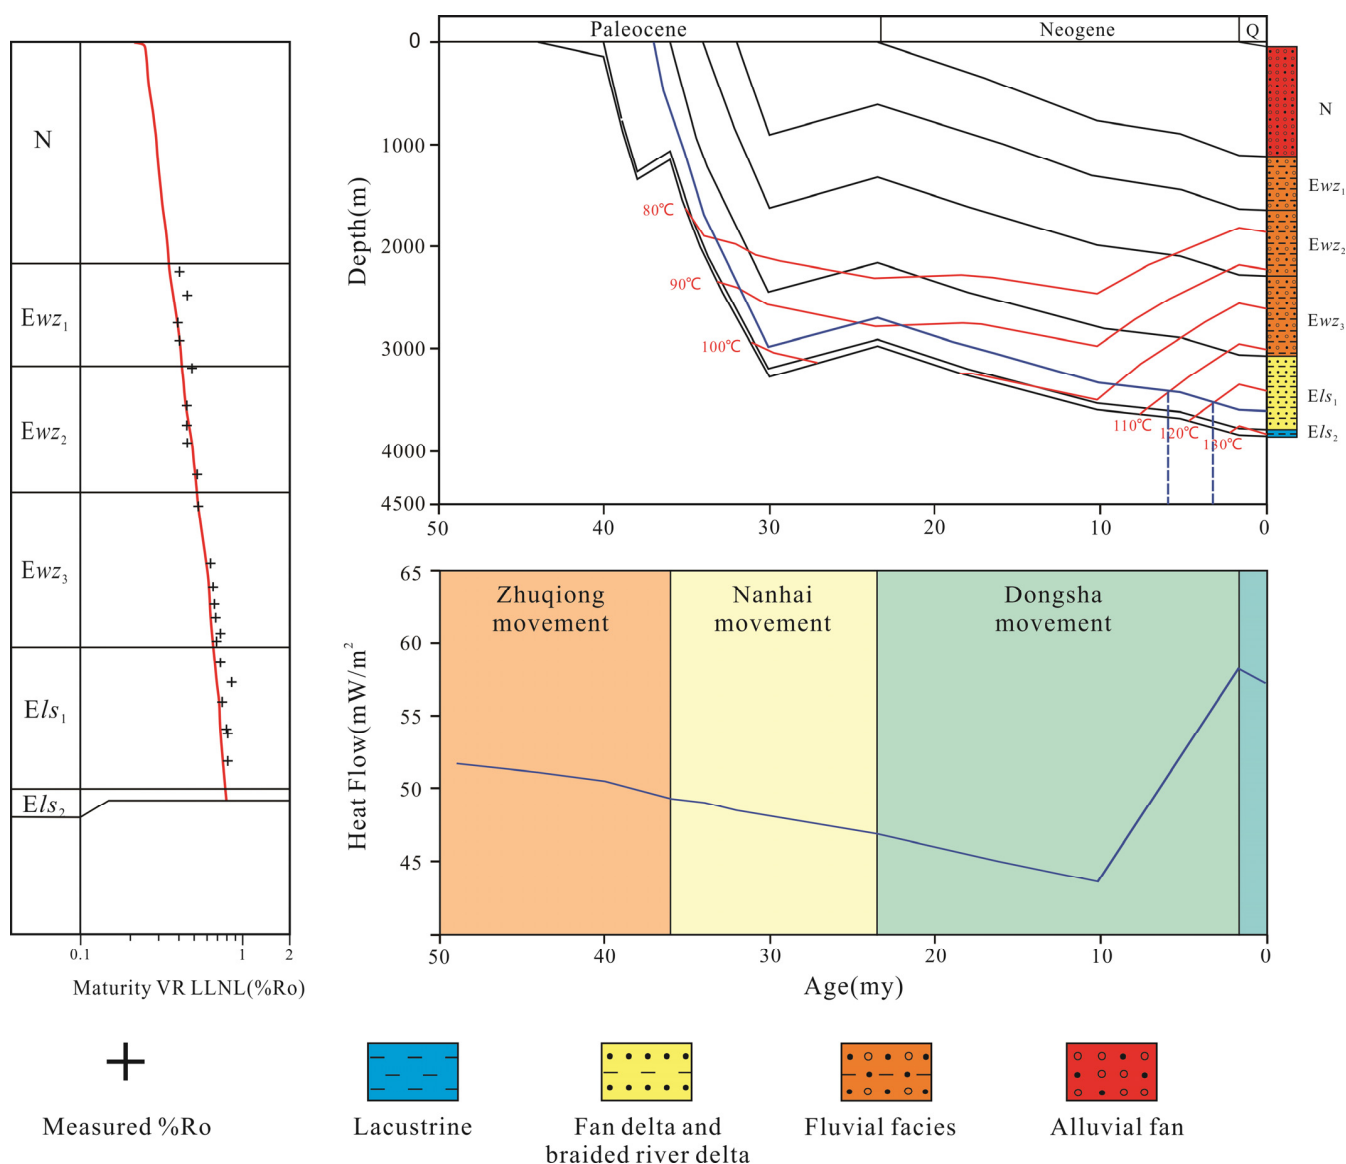 N
Ewz₁
Ewz₂
Ewz₃
Els₁
Els₂
0.1
1
2
Maturity VR LLNL(%Ro)
Paleocene
Neogene
Q
Depth(m)
0
1000
2000
3000
4000
4500
80℃
90℃
100℃
110℃
120℃
130℃
50
40
30
20
10
0
N
Ewz₁
Ewz₂
Ewz₃
Els₁
Els₂
Heat Flow(mW/m²)
65
60
55
50
45
Zhuqiong
movement
Nanhai
movement
Dongsha
movement
50
40
30
20
10
0
Age(my)
Measured %Ro
Lacustrine
Fan delta and
braided river delta
Fluvial facies
Alluvial fan